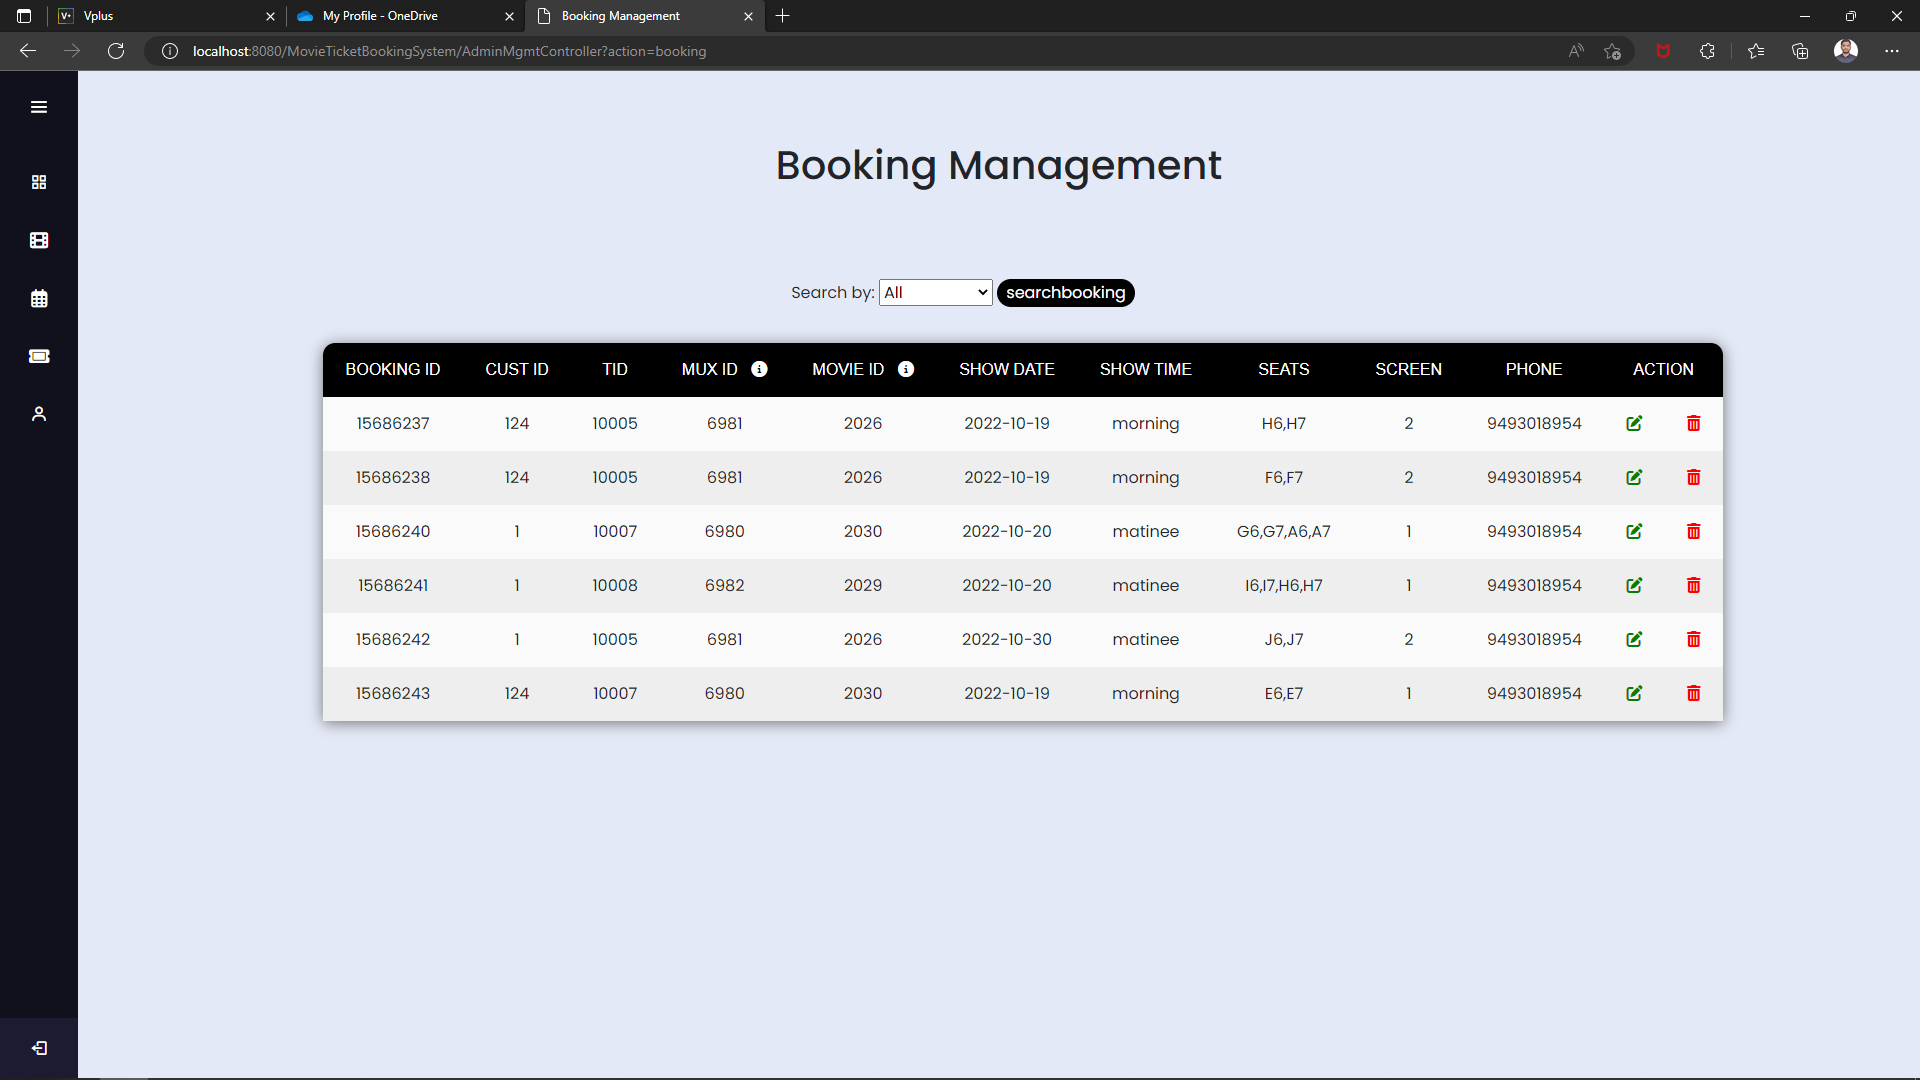 Vplus
My Profile - OneDrive
Booking Management
localhost:8080/MovieTicketBookingSystem/AdminMgmtController?action=booking
Booking Management
Search by: All searchbooking
BOOKING ID CUST ID TID MUX ID MOVIE ID SHOW DATE SHOW TIME SEATS SCREEN PHONE ACTION
15686237 124 10005 6981 2026 2022-10-19 morning H6,H7 2 9493018954
15686238 124 10005 6981 2026 2022-10-19 morning F6,F7 2 9493018954
15686240 1 10007 6980 2030 2022-10-20 matinee G6,G7,A6,A7 1 9493018954
15686241 1 10008 6982 2029 2022-10-20 matinee I6,I7,H6,H7 1 9493018954
15686242 1 10005 6981 2026 2022-10-30 matinee J6,J7 2 9493018954
15686243 124 10007 6980 2030 2022-10-19 morning E6,E7 1 9493018954